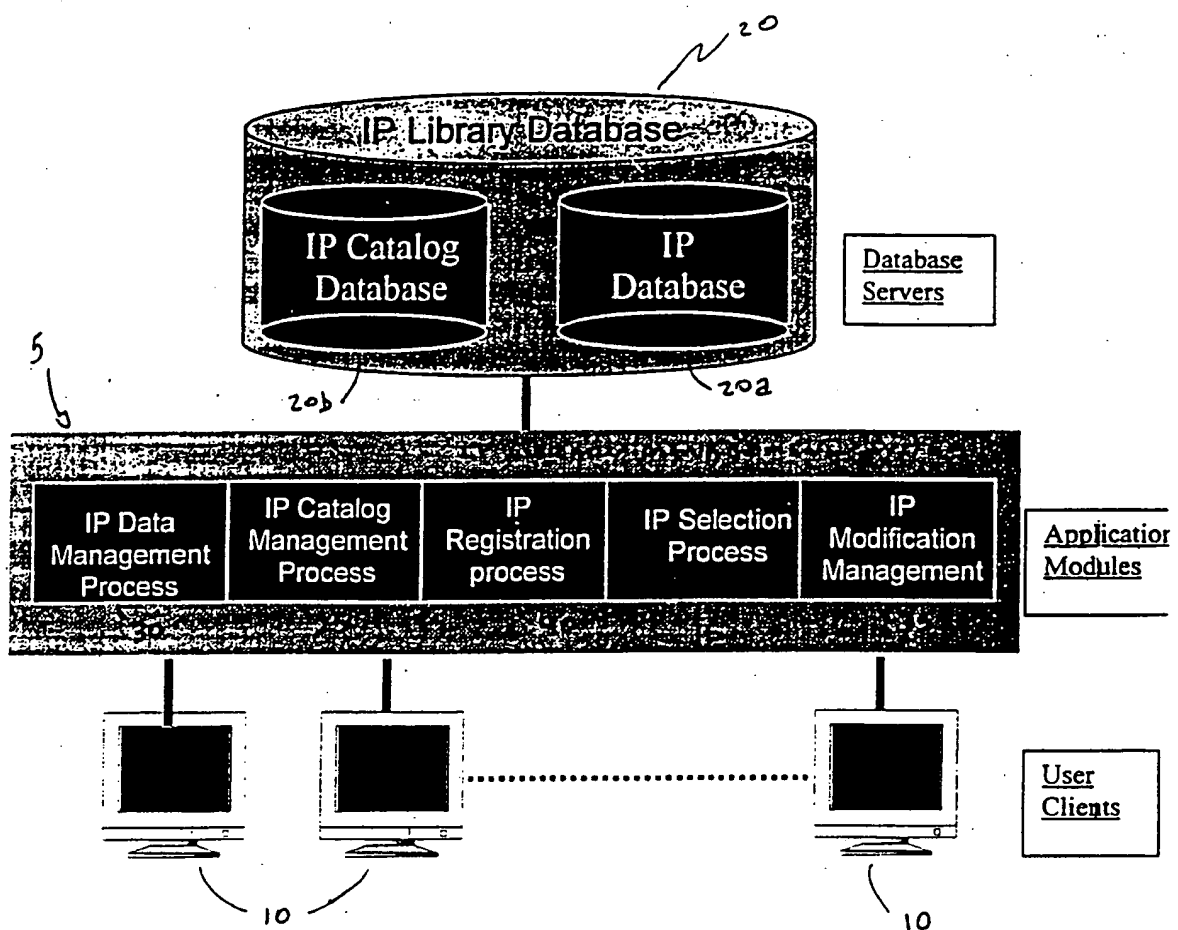 20
IP Library Database
IP Catalog
Database
IP
Database
Database
Servers
5
20b
20a
IP Data
Management
Process
IP Catalog
Management
Process
IP
Registration
process
IP Selection
Process
IP
Modification
Management
Application
Modules
User
Clients
10
10